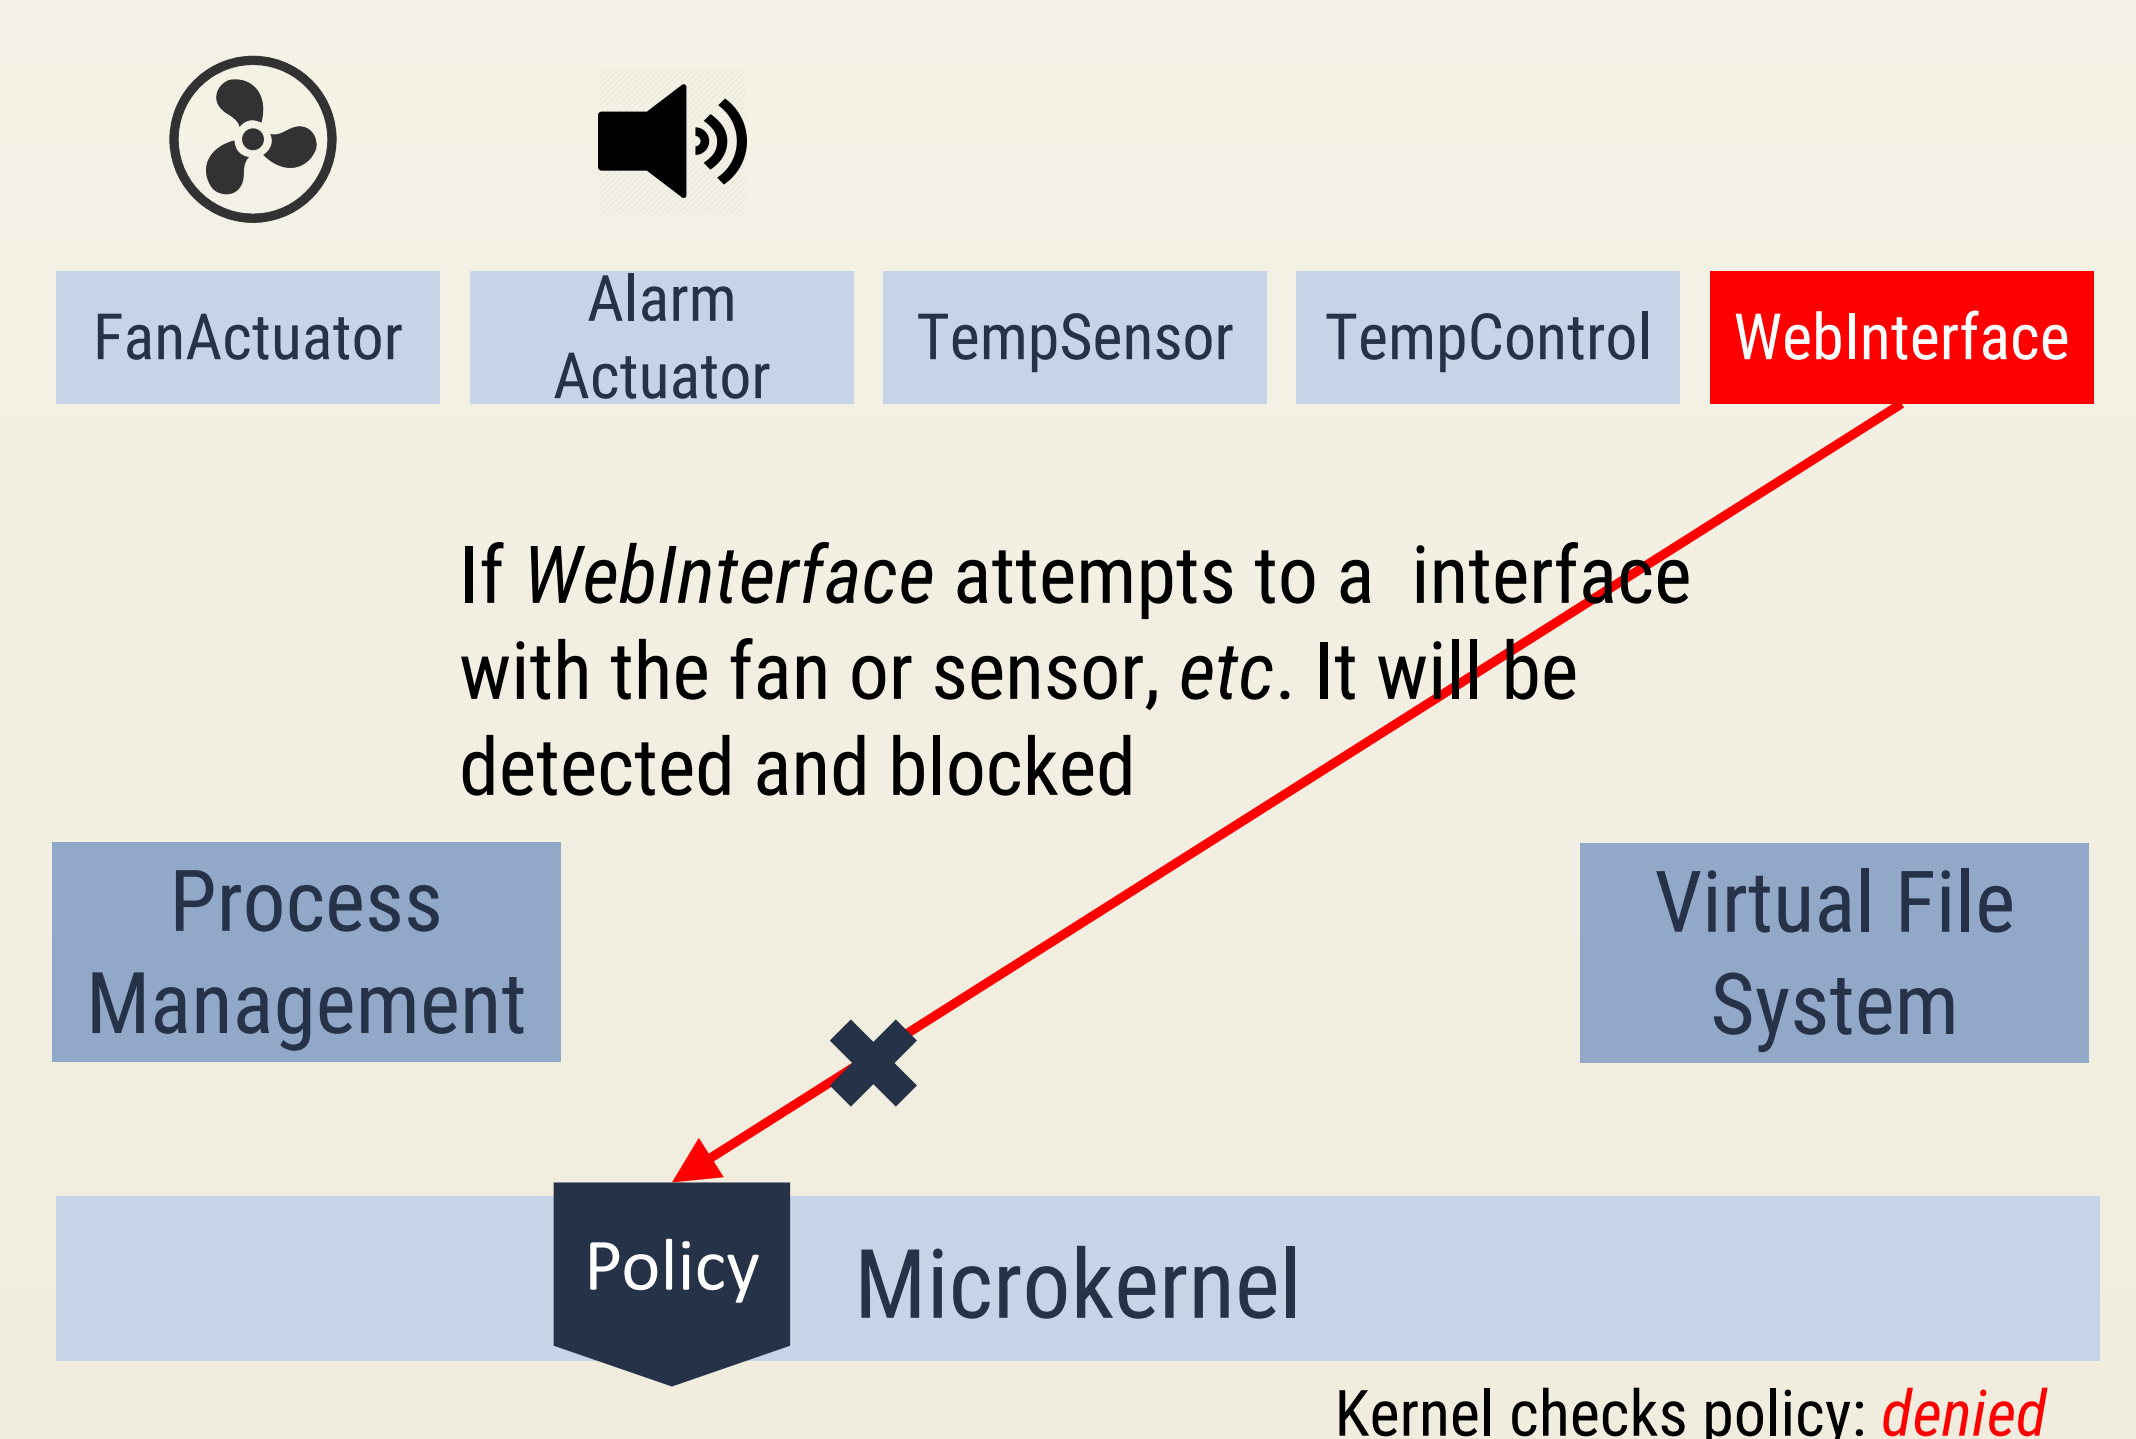 FanActuator
Alarm
Actuator
TempSensor
TempControl
WebInterface
If WebInterface attempts to a  interface
with the fan or sensor, etc. It will be
detected and blocked
Process
Management
Virtual File
System
Policy
Microkernel
Kernel checks policy: denied